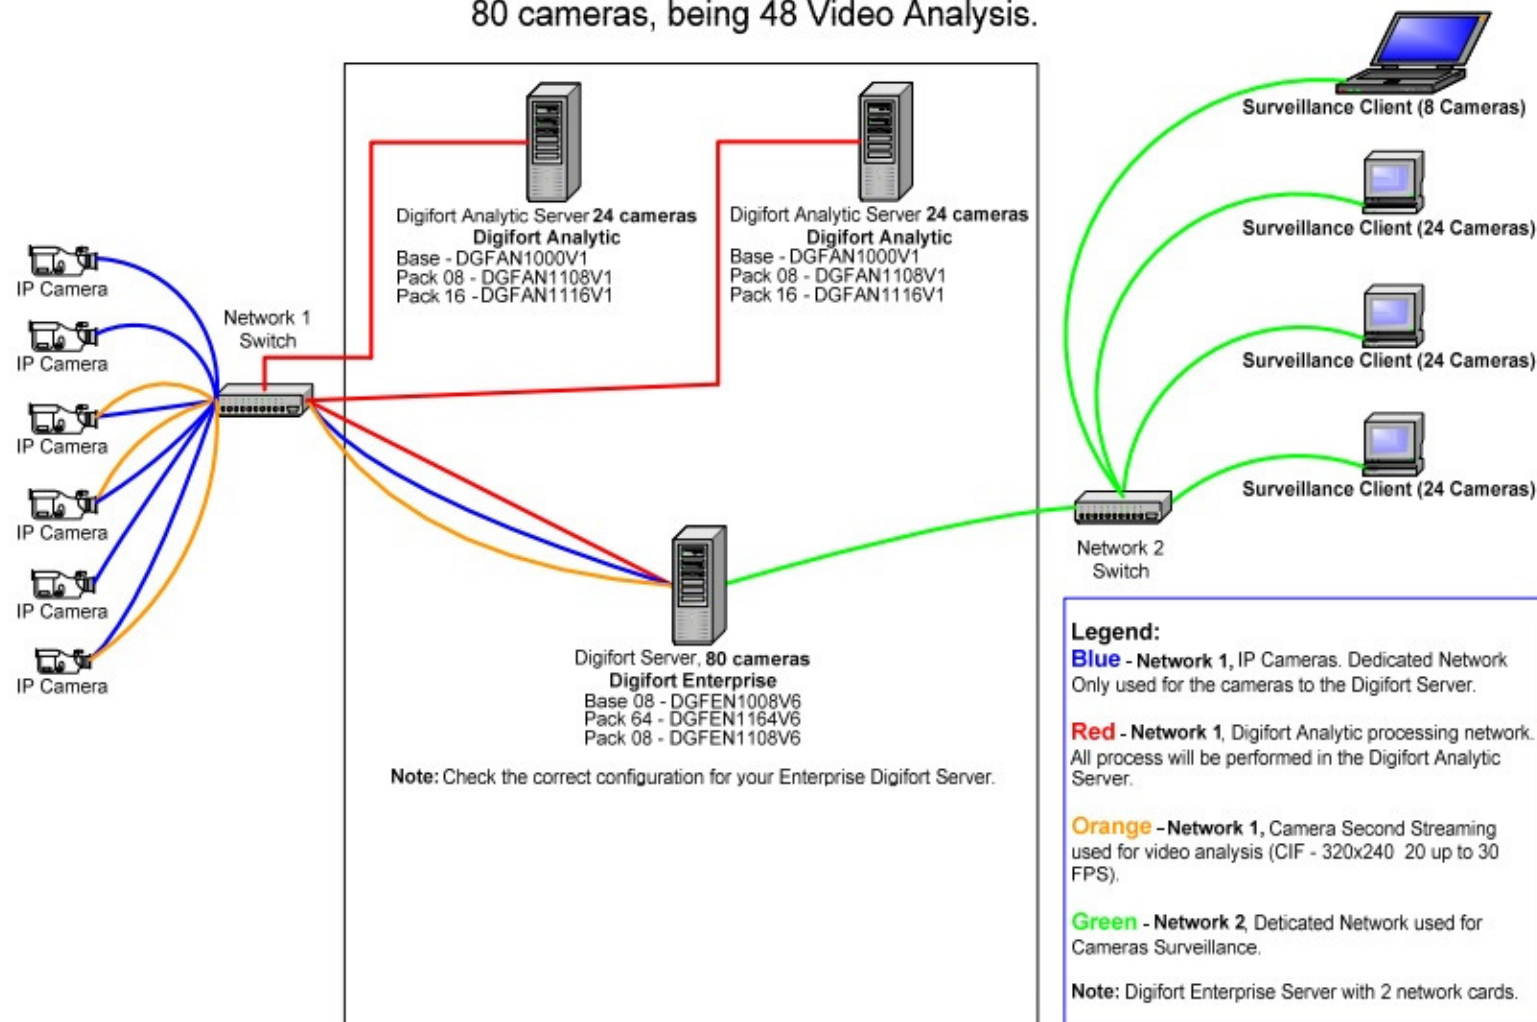 80 cameras, being 48 Video Analysis.
Surveillance Client (8 Cameras)
Surveillance Client (24 Cameras)
Surveillance Client (24 Cameras)
Surveillance Client (24 Cameras)
Digifort Analytic Server 24 cameras
Digifort Analytic
Base - DGFAN1000V1
Pack 08 - DGFAN1108V1
Pack 16 -DGFAN1116V1
Digifort Analytic Server 24 cameras
Digifort Analytic
Base - DGFAN1000V1
Pack 08 - DGFAN1108V1
Pack 16 - DGFAN1116V1
IP Camera
IP Camera
IP Camera
IP Camera
IP Camera
IP Camera
Network 1
Switch
Network 2
Switch
Digifort Server, 80 cameras
Digifort Enterprise
Base 08 - DGFEN1008V6
Pack 64 - DGFEN1164V6
Pack 08 - DGFEN1108V6
Note: Check the correct configuration for your Enterprise Digifort Server.
Legend:
Blue - Network 1, IP Cameras. Dedicated Network
Only used for the cameras to the Digifort Server.
Red - Network 1, Digifort Analytic processing network.
All process will be performed in the Digifort Analytic
Server.
Orange - Network 1, Camera Second Streaming
used for video analysis (CIF - 320x240 20 up to 30
FPS).
Green - Network 2, Deticated Network used for
Cameras Surveillance.
Note: Digifort Enterprise Server with 2 network cards.